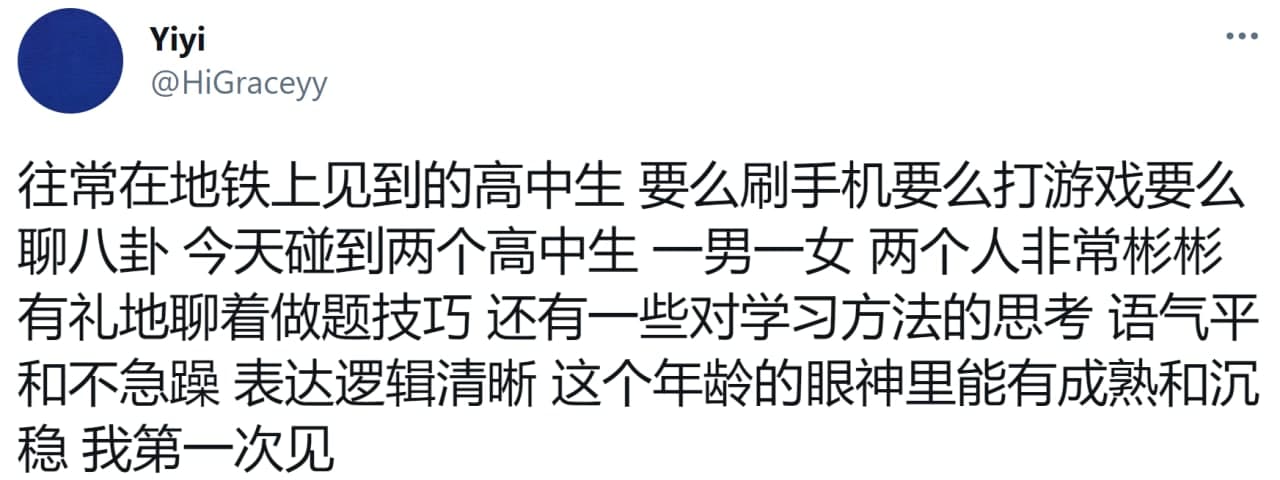 Yiyi
@HiGraceyy
往常在地铁上见到的高中生 要么刷手机要么打游戏要么
聊八卦 今天碰到两个高中生 一男一女 两个人非常彬彬
有礼地聊着做题技巧 还有一些对学习方法的思考 语气平
和不急躁 表达逻辑清晰 这个年龄的眼神里能有成熟和沉
稳 我第一次见